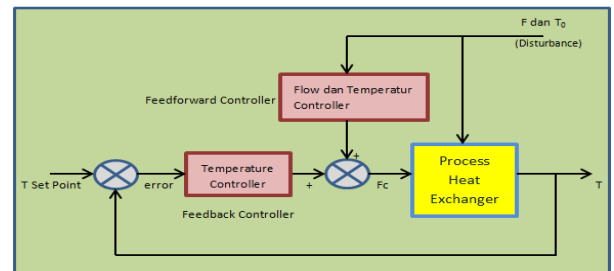 F dan T₀
(Disturbance)
Flow dan Temperatur
Controller
Feedforward Controller
+
Temperature
Controller
Process
Heat
Exchanger
T Set Point
error
+
Fc
T
Feedback Controller